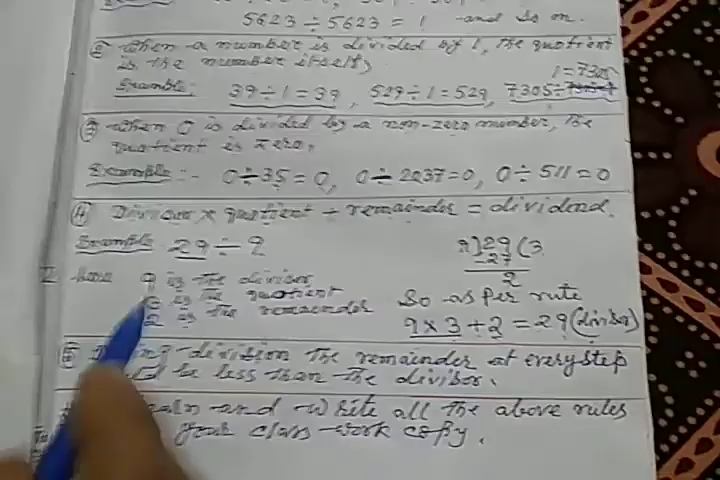 5623 ÷ 5623 = 1 and so on.
② When a number is divided by 1, the quotient
is the number itself,
1 = 7305
Example: 39 ÷ 1 = 39, 529 ÷ 1 = 529, 7305 ÷
③ When 0 is divided by a non-zero number, the
quotient is zero.
Example :- 0 ÷ 35 = 0, 0 ÷ 2037 = 0, 0 ÷ 511 = 0
④ Divisor × quotient + remainder = dividend.
Example 29 ÷ 9
9)29(3
- 27
2
here 9 is the divisor
is the quotient
2 is the remainder
So as per rule
9 × 3 + 2 = 29 (divisor)
⑤ division the remainder at every step
be less than the divisor.
and write all the above rules
your class-work copy.